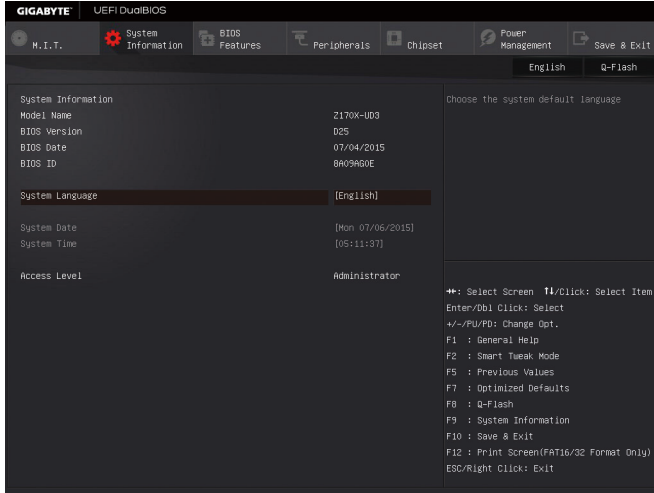 GIGABYTE™ UEFI DualBIOS
M.I.T.
System Information
BIOS Features
Peripherals
Chipset
Power Management
Save & Exit
English Q-Flash
System Information
Model Name Z170X-UD3
BIOS Version D25
BIOS Date 07/04/2015
BIOS ID 8A09AG0E
System Language [English]
System Date [Mon 07/06/2015]
System Time [05:11:37]
Access Level Administrator
Choose the system default language
→←: Select Screen ↑↓/Click: Select Item
Enter/Dbl Click: Select
+/-/PU/PD: Change Opt.
F1 : General Help
F2 : Smart Tweak Mode
F5 : Previous Values
F7 : Optimized Defaults
F8 : Q-Flash
F9 : System Information
F10 : Save & Exit
F12 : Print Screen(FAT16/32 Format Only)
ESC/Right Click: Exit